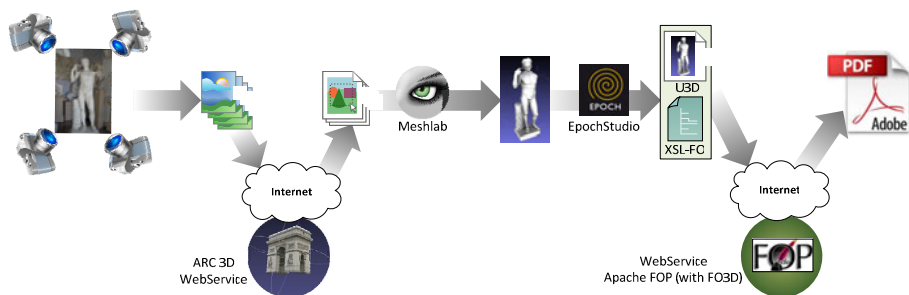 Meshlab
EPOCH
EpochStudio
U3D
XSL-FO
PDF
Adobe
Internet
ARC 3D
WebService
Internet
FOP
WebService
Apache FOP (with FO3D)